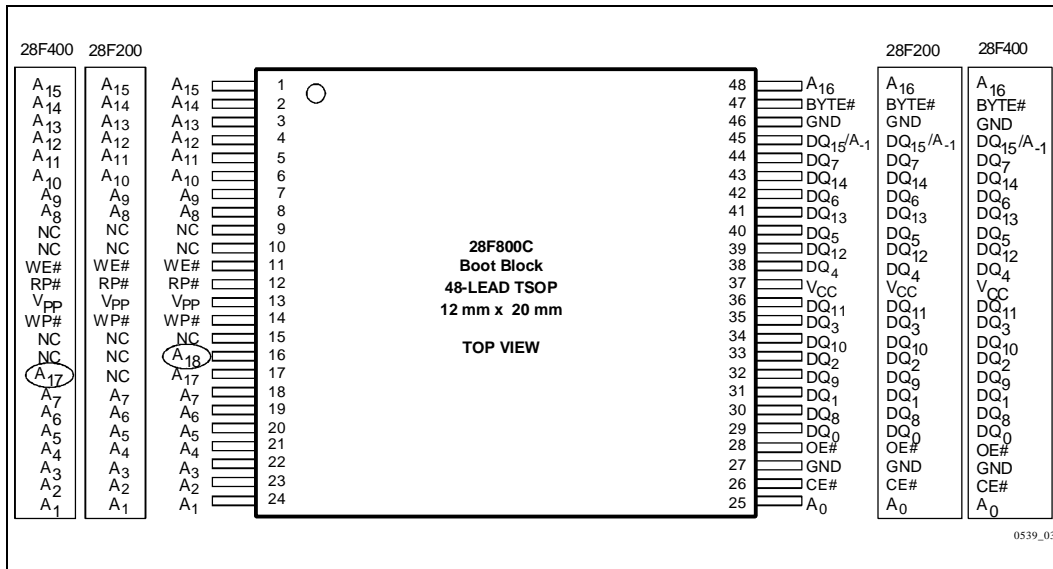 28F400 28F200 28F200 28F400
A15 A15 A15 1 48 A16 A16 A16
A14 A14 A14 2 47 BYTE# BYTE# BYTE#
A13 A13 A13 3 46 GND GND GND
A12 A12 A12 4 45 DQ15/A-1 DQ15/A-1 DQ15/A-1
A11 A11 A11 5 44 DQ7 DQ7 DQ7
A10 A10 A10 6 43 DQ14 DQ14 DQ14
A9 A9 A9 7 42 DQ6 DQ6 DQ6
A8 A8 A8 8 41 DQ13 DQ13 DQ13
NC NC NC 9 40 DQ5 DQ5 DQ5
NC NC NC 10 39 DQ12 DQ12 DQ12
WE# WE# WE# 11 38 DQ4 DQ4 DQ4
RP# RP# RP# 12 37 VCC VCC VCC
VPP VPP VPP 13 36 DQ11 DQ11 DQ11
WP# WP# WP# 14 35 DQ3 DQ3 DQ3
NC NC NC 15 34 DQ10 DQ10 DQ10
NC NC A18 16 33 DQ2 DQ2 DQ2
A17 NC A17 17 32 DQ9 DQ9 DQ9
A7 A7 A7 18 31 DQ1 DQ1 DQ1
A6 A6 A6 19 30 DQ8 DQ8 DQ8
A5 A5 A5 20 29 DQ0 DQ0 DQ0
A4 A4 A4 21 28 OE# OE# OE#
A3 A3 A3 22 27 GND GND GND
A2 A2 A2 23 26 CE# CE# CE#
A1 A1 A1 24 25 A0 A0 A0
28F800C
Boot Block
48-LEAD TSOP
12 mm x 20 mm
TOP VIEW
0539_03